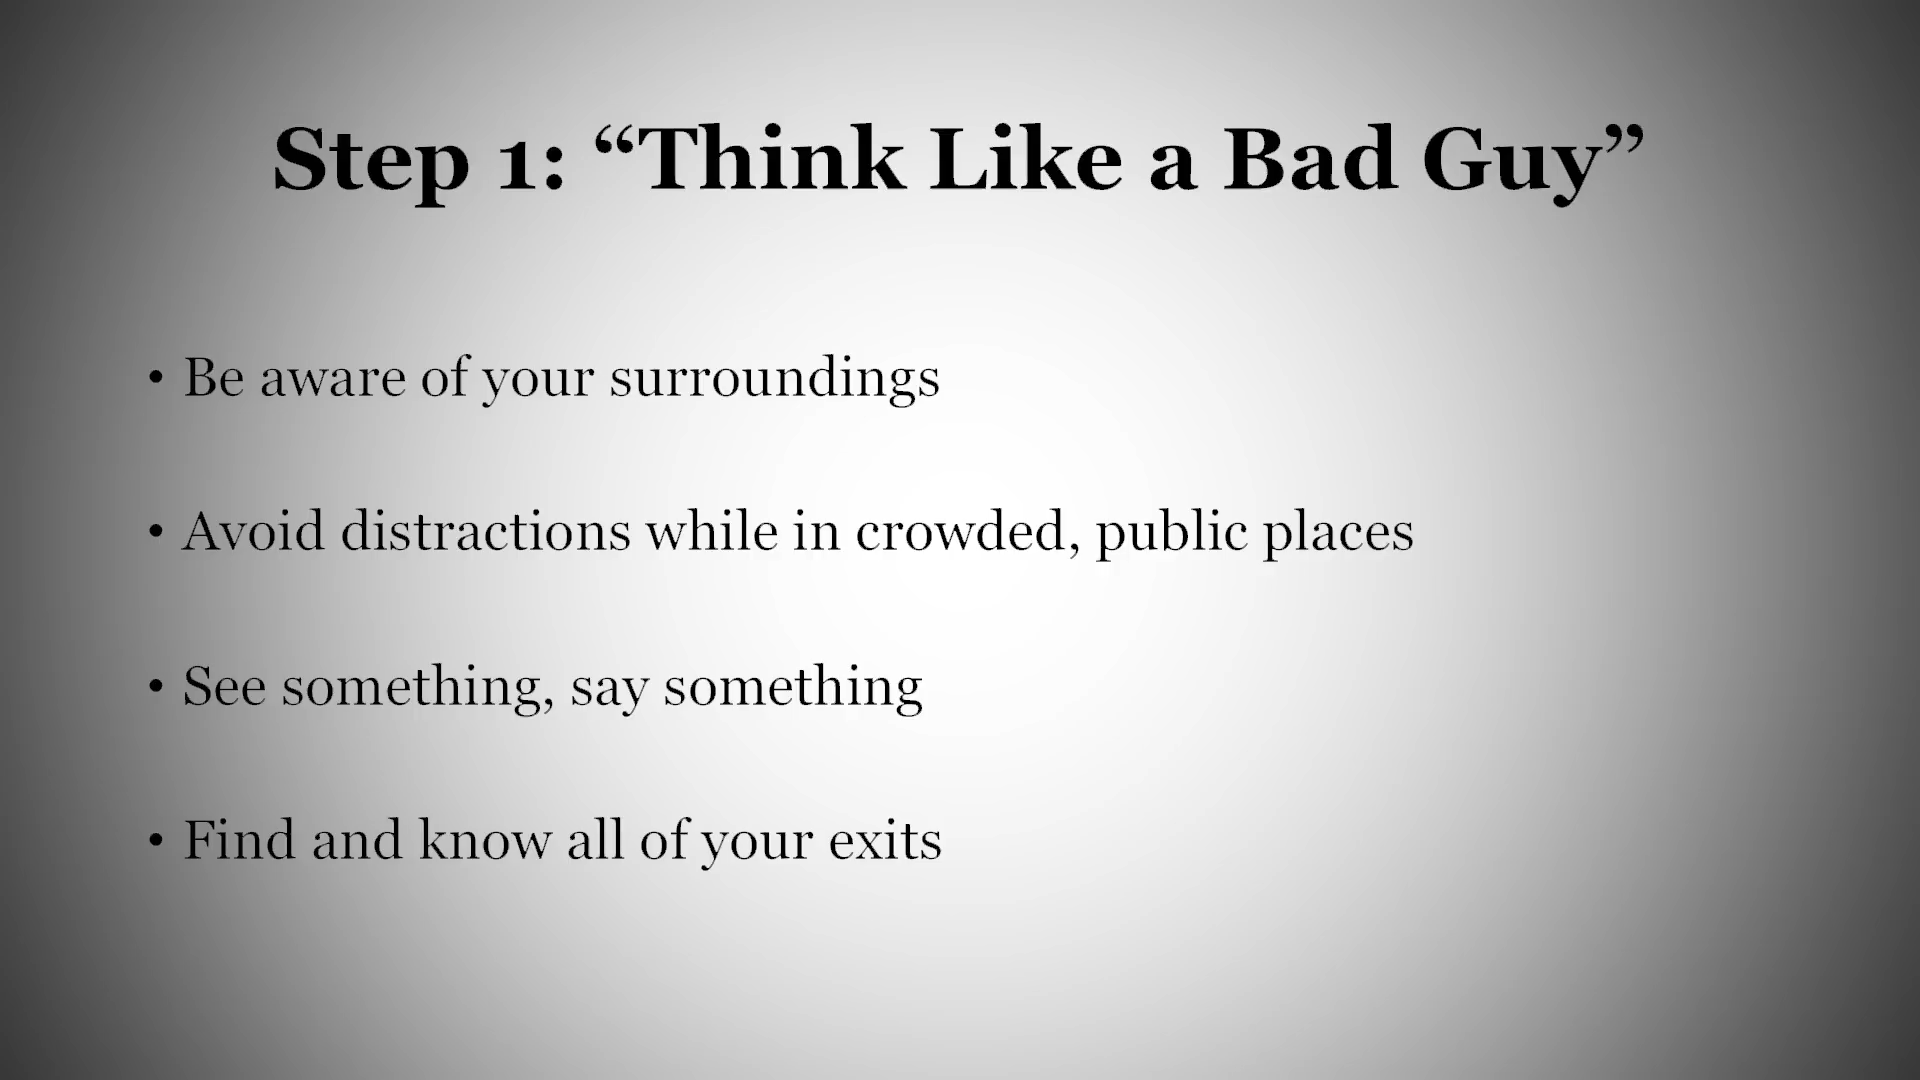 Step 1: “Think Like a Bad Guy”
• Be aware of your surroundings
• Avoid distractions while in crowded, public places
• See something, say something
• Find and know all of your exits